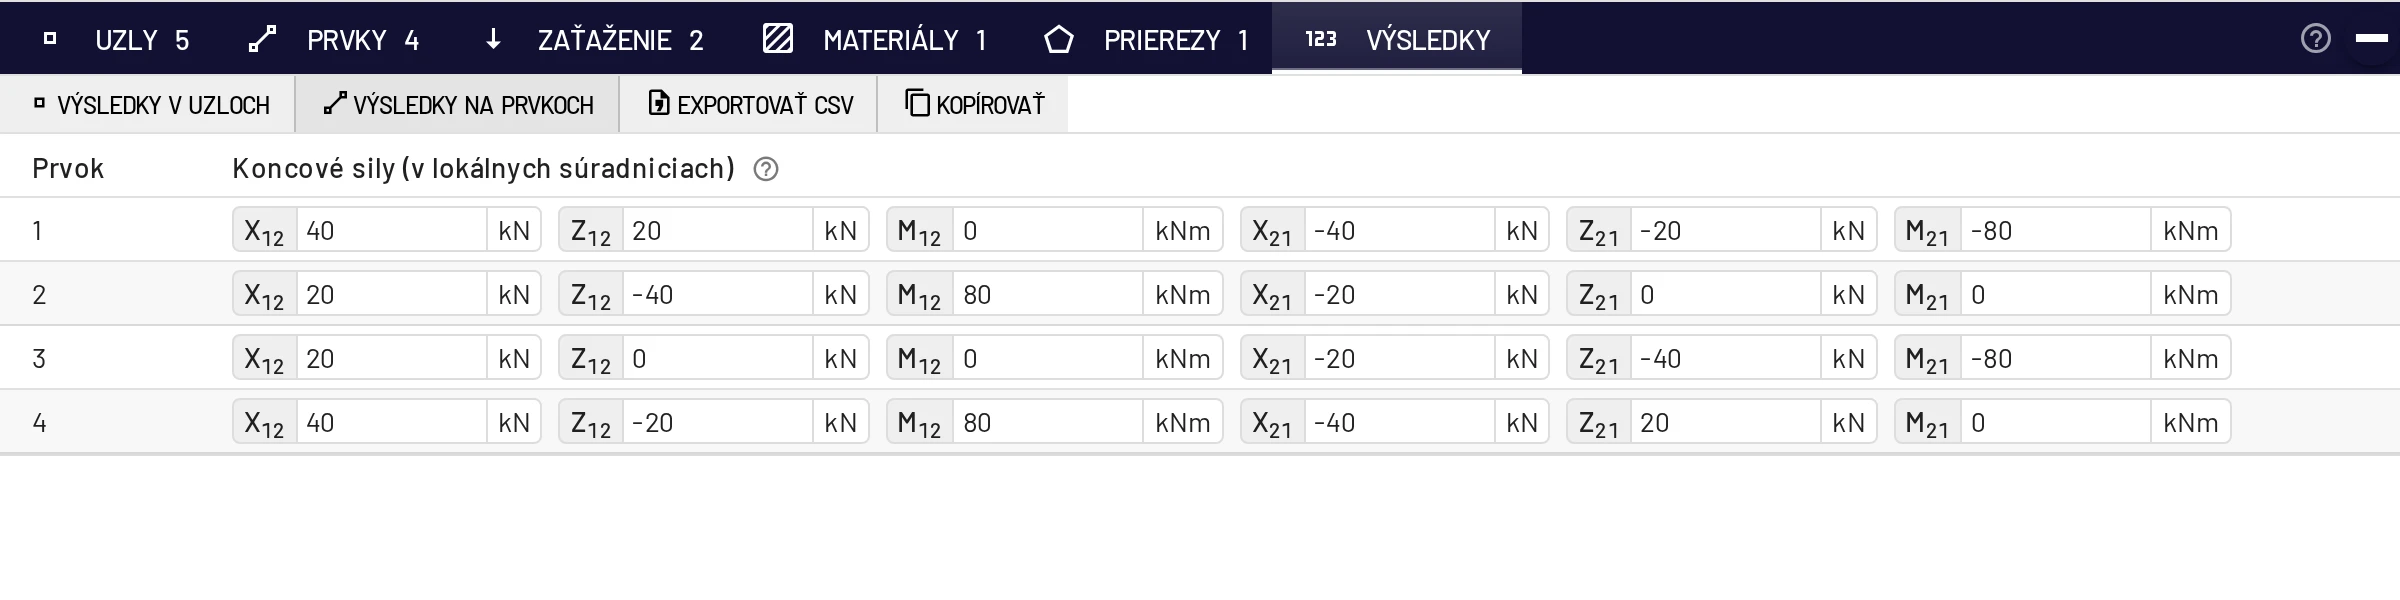 UZLY 5 PRVKY 4 ZAŤAŽENIE 2 MATERIÁLY 1 PRIEREZY 1 123 VÝSLEDKY ?
VÝSLEDKY V UZLOCH VÝSLEDKY NA PRVKOCH EXPORTOVAŤ CSV KOPÍROVAŤ
Prvok Koncové sily (v lokálnych súradniciach) ?
1 X12 40 kN Z12 20 kN M12 0 kNm X21 -40 kN Z21 -20 kN M21 -80 kNm
2 X12 20 kN Z12 -40 kN M12 80 kNm X21 -20 kN Z21 0 kN M21 0 kNm
3 X12 20 kN Z12 0 kN M12 0 kNm X21 -20 kN Z21 -40 kN M21 -80 kNm
4 X12 40 kN Z12 -20 kN M12 80 kNm X21 -40 kN Z21 20 kN M21 0 kNm